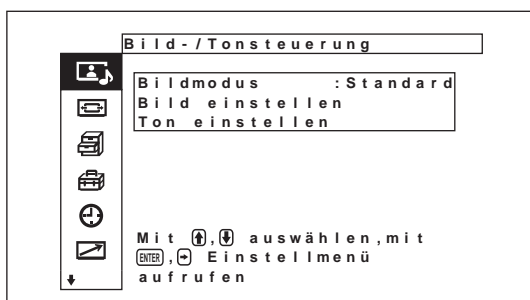 Bild-/Tonsteuerung
Bildmodus :Standard
Bild einstellen
Ton einstellen
Mit ↑,↓ auswählen,mit
ENTER,→ Einstellmenü
aufrufen